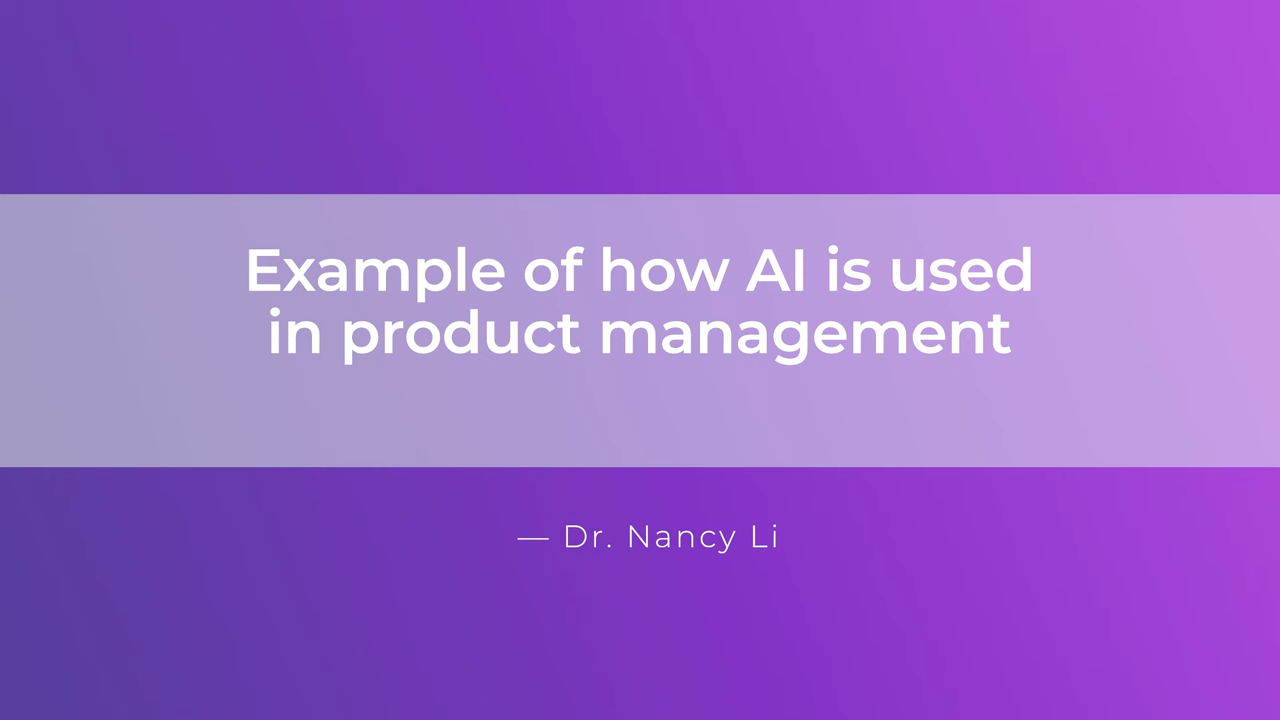 Example of how AI is used
in product management
— Dr. Nancy Li